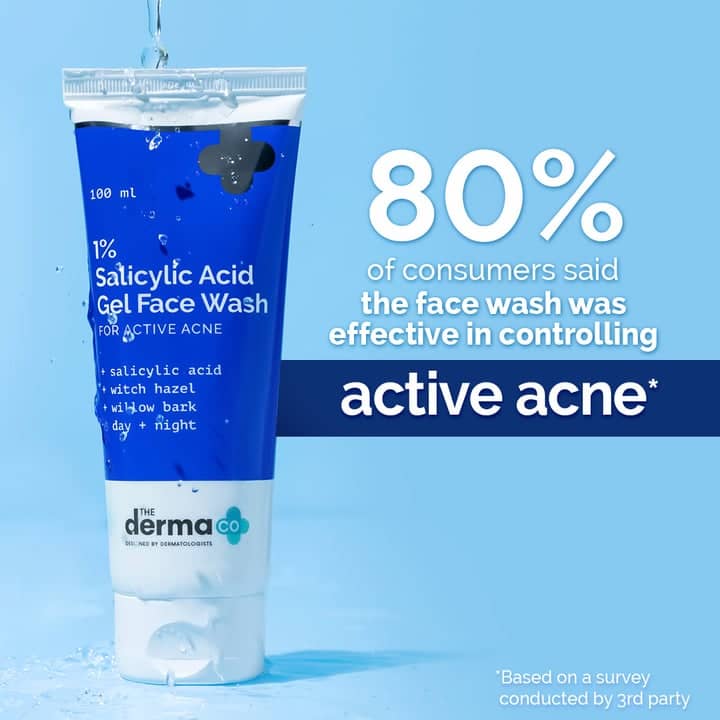 100 ml
1%
Salicylic Acid
Gel Face Wash
FOR ACTIVE ACNE
+ salicylic acid
+ witch hazel
+ willow bark
day + night
THE
derma co
DESIGNED BY DERMATOLOGISTS
80%
of consumers said
the face wash was
effective in controlling
active acne*
*Based on a survey
conducted by 3rd party